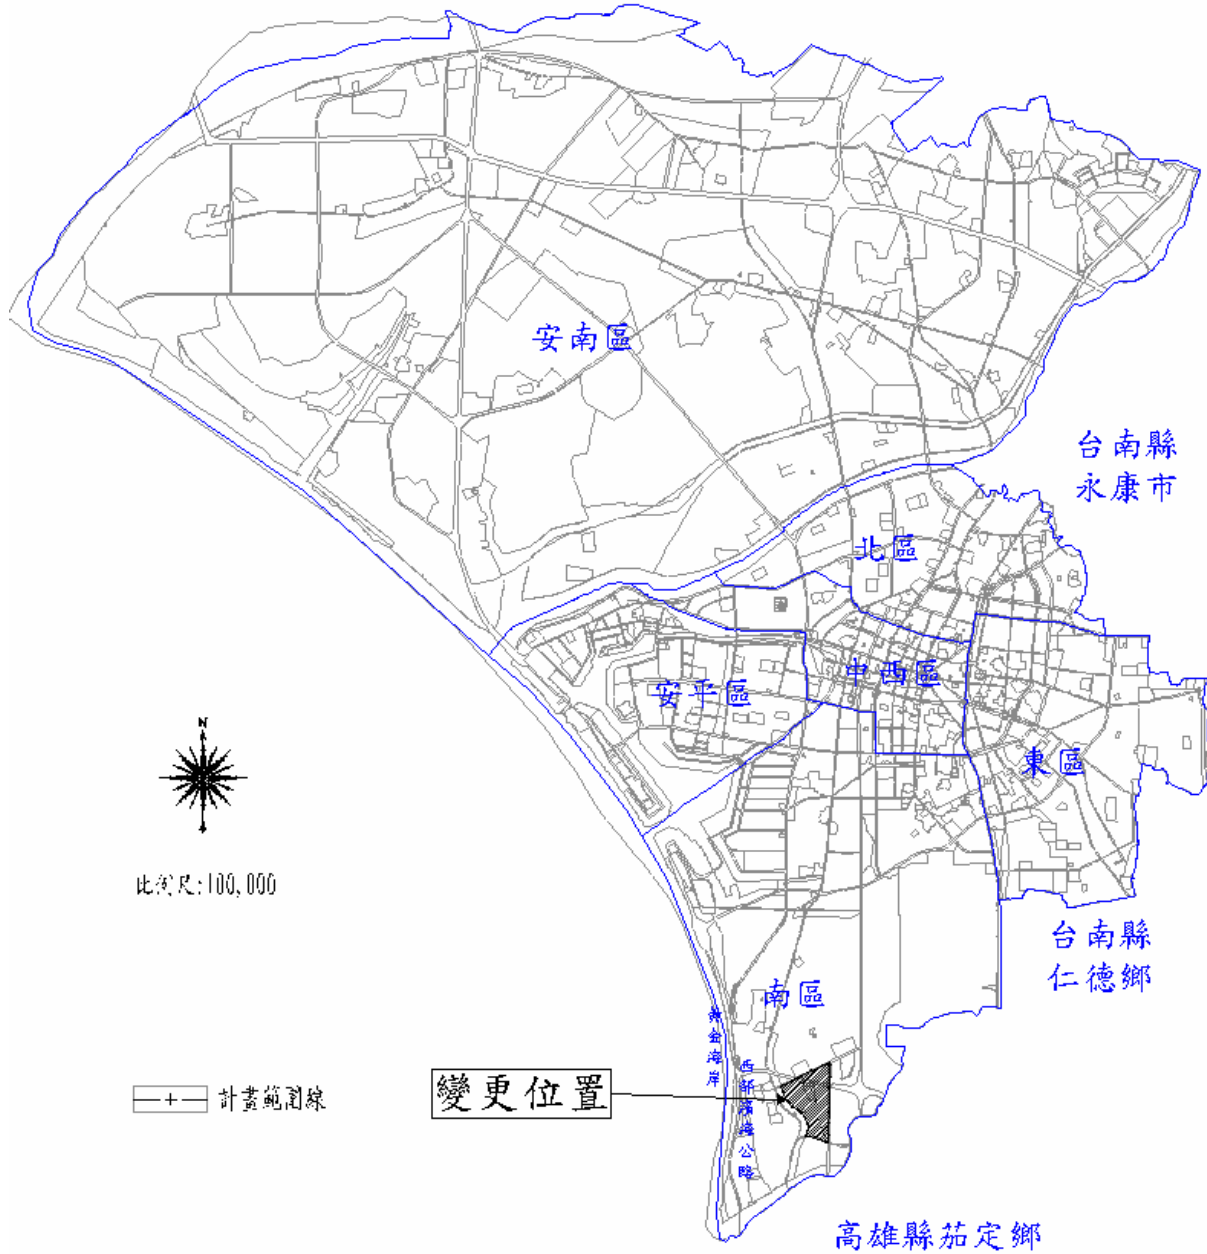 安南區
台南縣
永康市
北區
中西區
安平區
東區
N
比例尺:100,000
台南縣
仁德鄉
南區
黃金海岸
西部濱海公路
變更位置
計畫範圍線
高雄縣茄定鄉